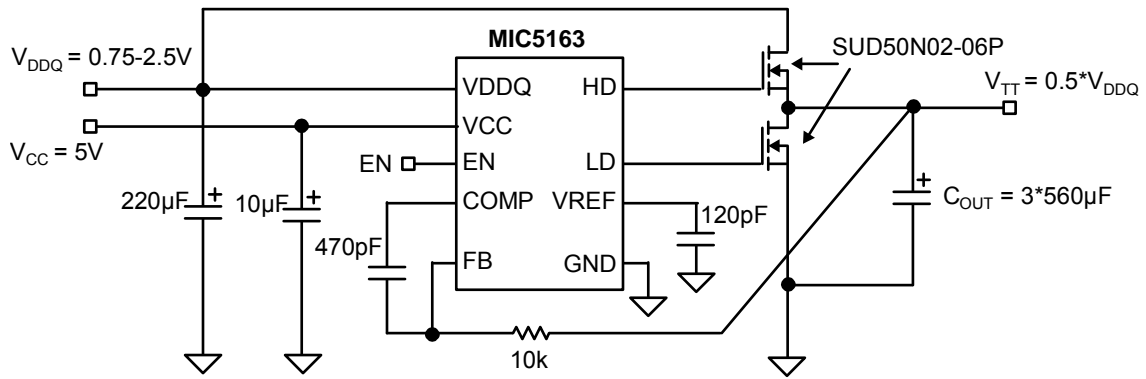 MIC5163
SUD50N02-06P
V_DDQ = 0.75-2.5V
V_TT = 0.5*V_DDQ
VDDQ
HD
VCC
V_CC = 5V
EN
EN
LD
220µF
+
10µF
+
COMP
VREF
120pF
+
C_OUT = 3*560µF
470pF
FB
GND
10k